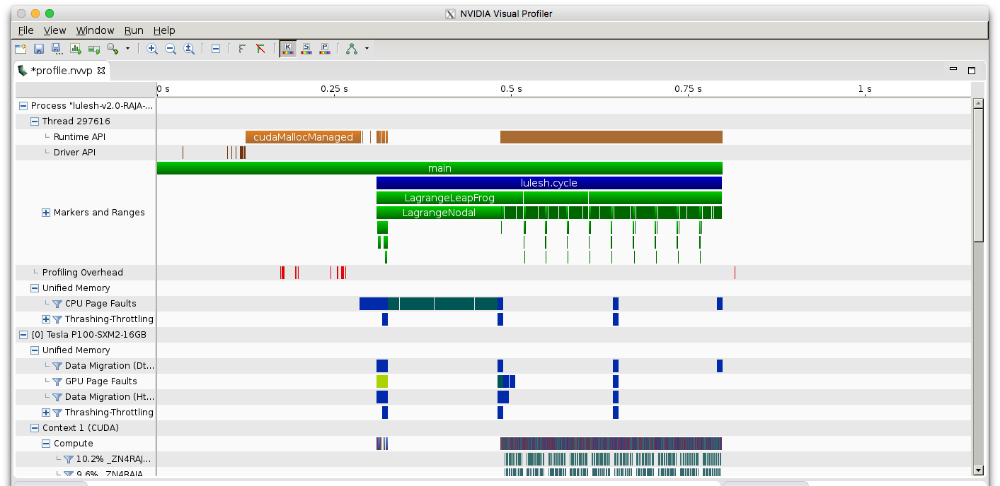 NVIDIA Visual Profiler
File View Window Run Help
*profile.nvvp
0 s 0.25 s 0.5 s 0.75 s 1 s
Process "lulesh-v2.0-RAJA-...
Thread 297616
Runtime API cudaMallocManaged
Driver API
main
lulesh.cycle
LagrangeLeapFrog
Markers and Ranges LagrangeNodal
Profiling Overhead
Unified Memory
CPU Page Faults
Thrashing-Throttling
[0] Tesla P100-SXM2-16GB
Unified Memory
Data Migration (Dt...
GPU Page Faults
Data Migration (Ht...
Thrashing-Throttling
Context 1 (CUDA)
Compute
10.2% _ZN4RAJ...
9.6% _ZN4RAJA